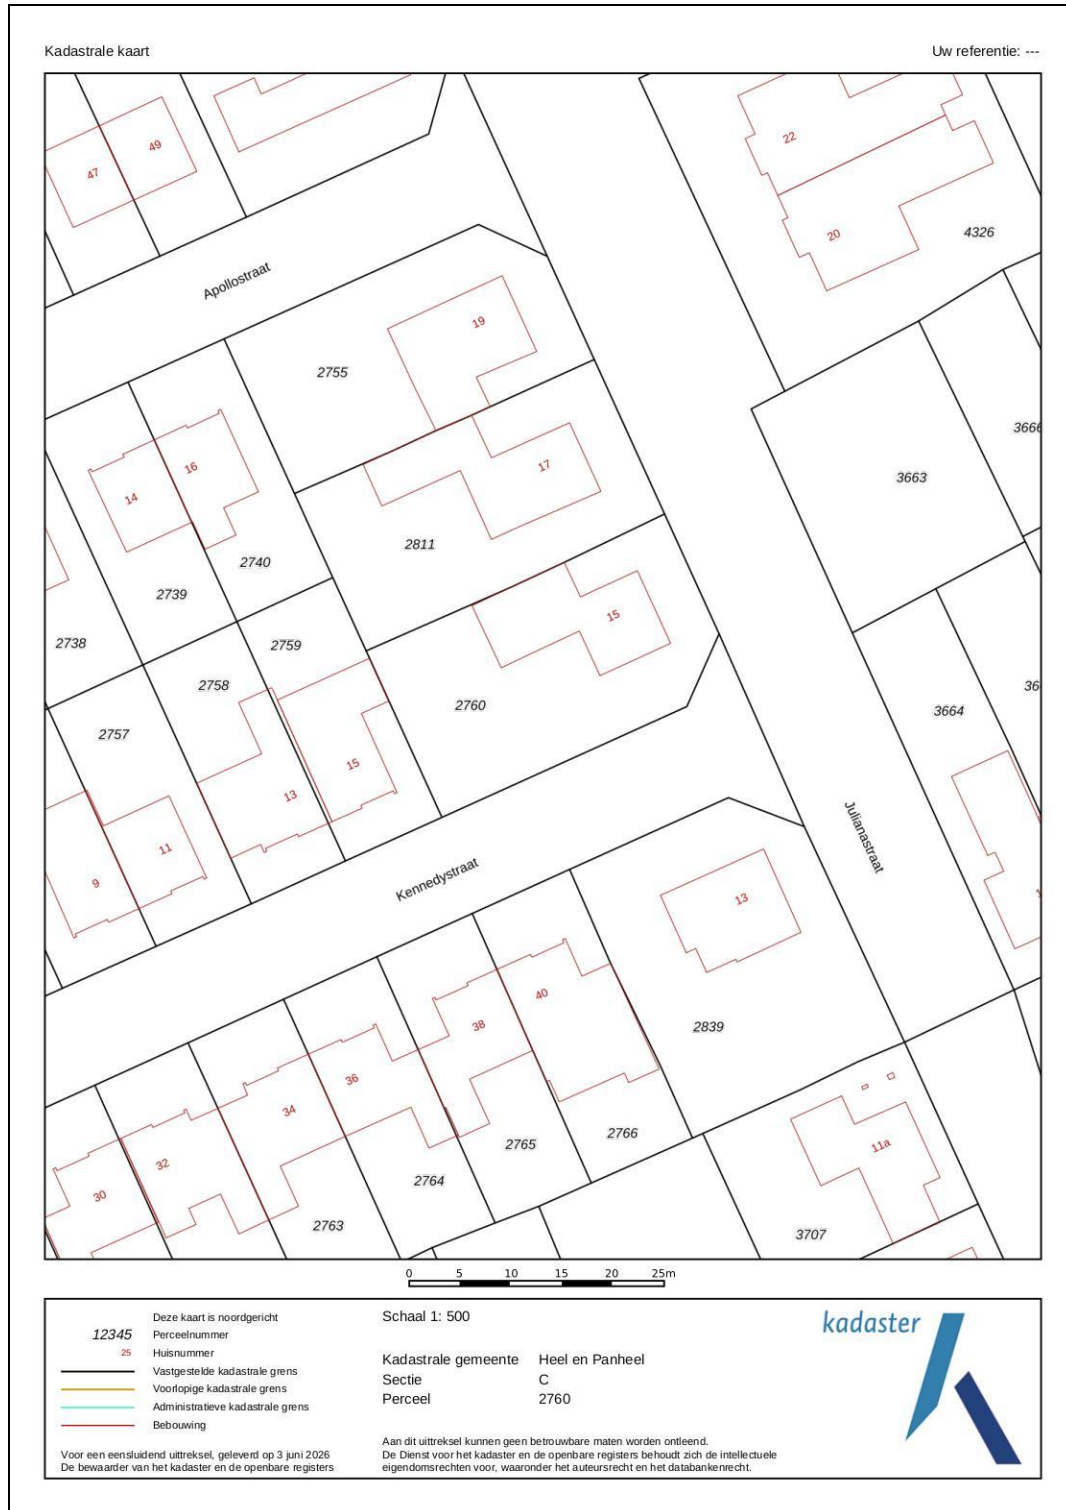 Kadastrale kaart
Uw referentie: ---
49
47
22
20
4326
Apollostraat
19
2755
3666
16
14
17
3663
2811
2740
2739
15
2738
2759
2758
2760
2757
3664
15
13
11
9
Julianastraat
Kennedystraat
13
40
38
2839
36
34
32
30
2766
2765
11a
2764
2763
3707
0 5 10 15 20 25m
Deze kaart is noordgericht
12345 Perceelnummer
25 Huisnummer
Vastgestelde kadastrale grens
Voorlopige kadastrale grens
Administratieve kadastrale grens
Bebouwing
Voor een eensluidend uittreksel, geleverd op 3 juni 2026
De bewaarder van het kadaster en de openbare registers
Schaal 1: 500
Kadastrale gemeente Heel en Panheel
Sectie C
Perceel 2760
Aan dit uittreksel kunnen geen betrouwbare maten worden ontleend.
De Dienst voor het kadaster en de openbare registers behoudt zich de intellectuele
eigendomsrechten voor, waaronder het auteursrecht en het databankenrecht.
kadaster